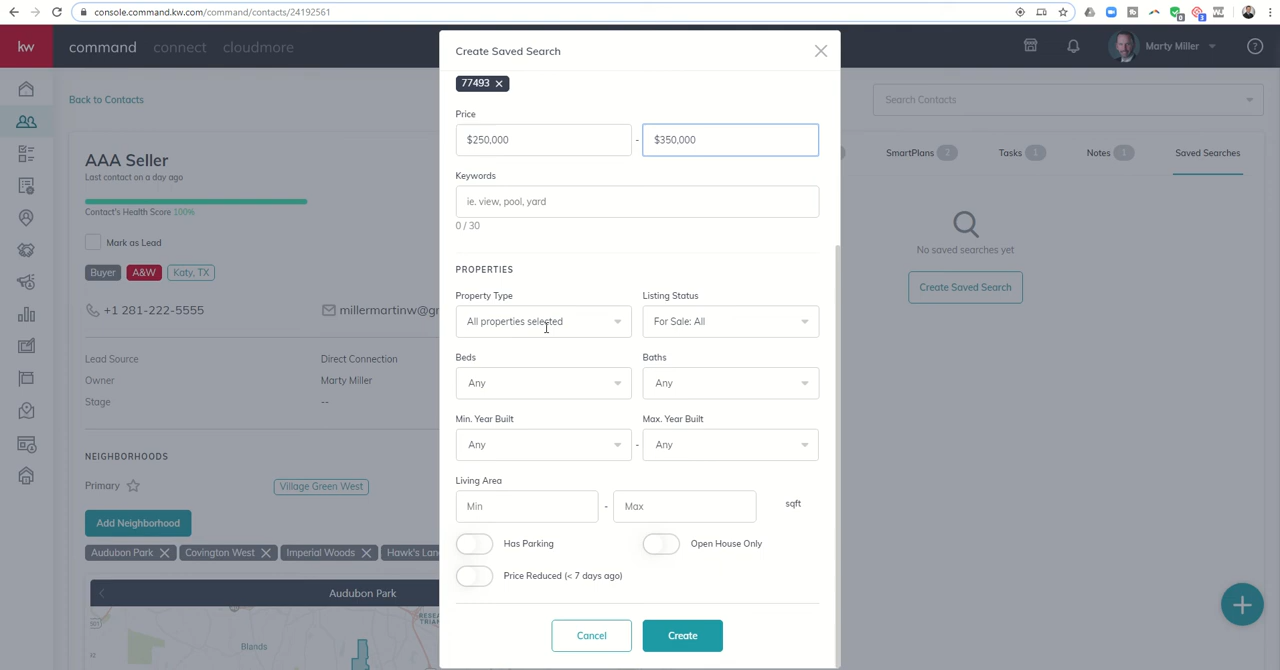 console.command.kw.com/command/contacts/24192561
kw
command
connect
cloudmore
Marty Miller
Create Saved Search
77493
Back to Contacts
Search Contacts
Price
$250,000
-
$350,000
Keywords
ie. view, pool, yard
0 / 30
AAA Seller
Last contact on a day ago
Contact's Health Score 100%
Mark as Lead
Buyer
A&W
Katy, TX
+1 281-222-5555
millermartinw@gr
Lead Source
Direct Connection
Owner
Marty Miller
Stage
--
NEIGHBORHOODS
Primary
Village Green West
Add Neighborhood
Audubon Park
Covington West
Imperial Woods
Hawk's Lan
Audubon Park
Blands
PROPERTIES
Property Type
All properties selected
Listing Status
For Sale: All
Beds
Any
Baths
Any
Min. Year Built
Any
-
Max. Year Built
Any
Living Area
Min
-
Max
sqft
Has Parking
Open House Only
Price Reduced (< 7 days ago)
Cancel
Create
SmartPlans 2
Tasks 1
Notes 1
Saved Searches
No saved searches yet
Create Saved Search